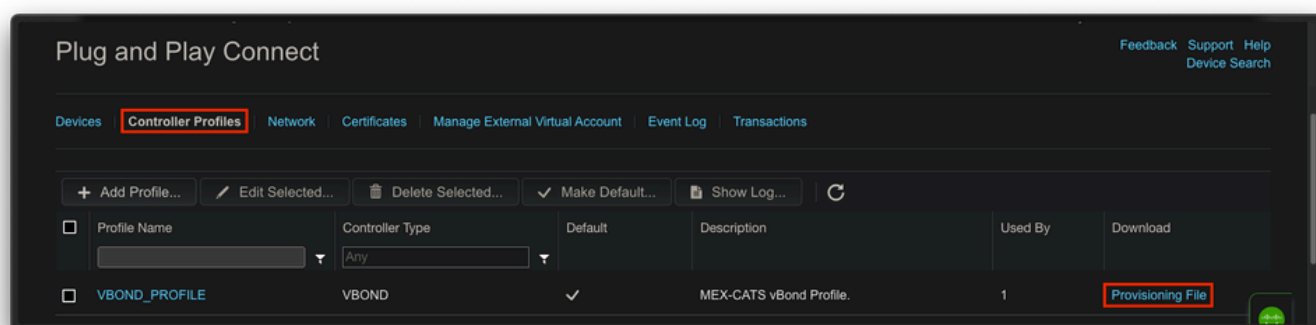 Plug and Play Connect
Feedback Support Help
Device Search
Devices Controller Profiles Network Certificates Manage External Virtual Account Event Log Transactions
+ Add Profile... Edit Selected... Delete Selected... Make Default... Show Log...
Profile Name Controller Type Default Description Used By Download
Any
VBOND_PROFILE VBOND MEX-CATS vBond Profile. 1 Provisioning File